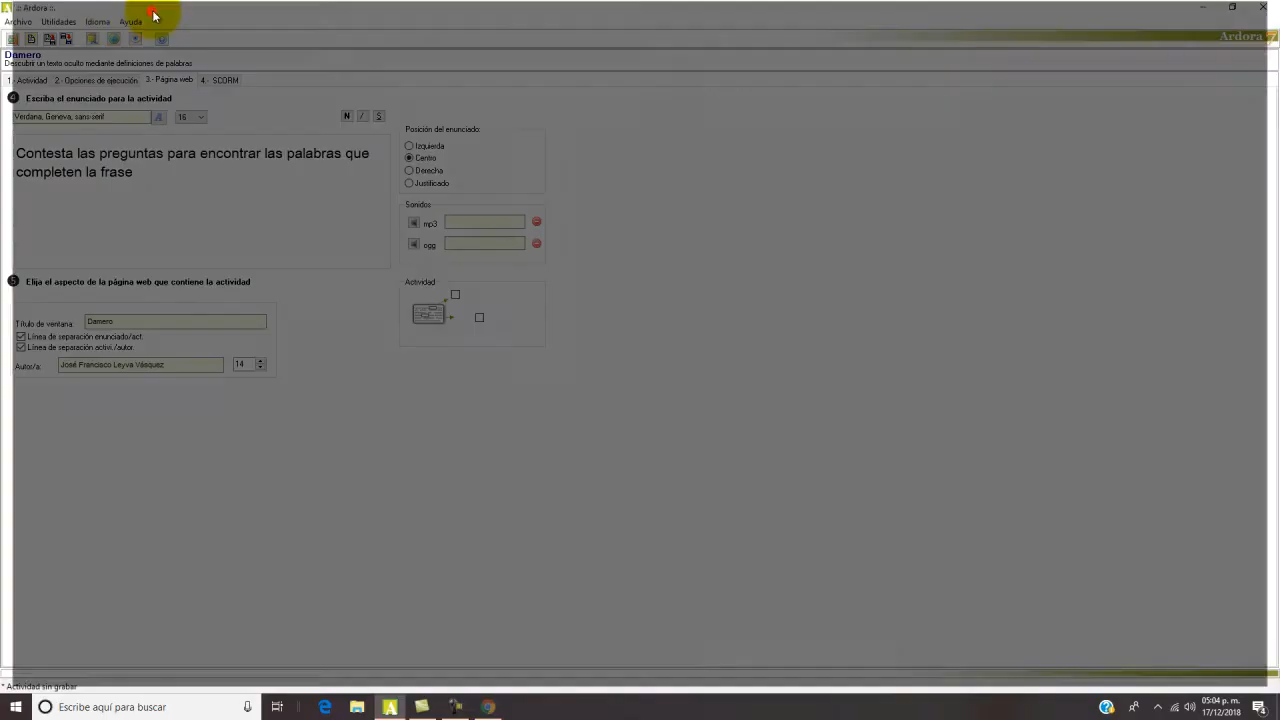 .:: Ardora ::.
Archivo Utilidades Idioma Ayuda
Ardora 7
Damero
Descubrir un texto oculto mediante definiciones de palabras
1.- Actividad 2.- Opciones de ejecución 3.- Página web 4.- SCORM
4 Escriba el enunciado para la actividad
Verdana, Geneva, sans-serif 16 N / S
Contesta las preguntas para encontrar las palabras que
completen la frase
Posición del enunciado:
Izquierda
Centro
Derecha
Justificado
Sonidos
mp3
ogg
5 Elija el aspecto de la página web que contiene la actividad
Actividad
Título de ventana: Damero
Línea de separación enunciado/act.
Línea de separación activi./autor.
Autor/a: José Francisco Leyva Vásquez 14
* Actividad sin grabar
Escribe aquí para buscar
05:04 p. m.
17/12/2018
4